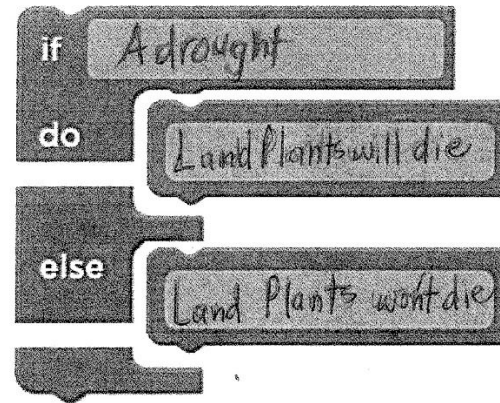 if A drought
do
Land Plants will die
else
Land Plants won't die